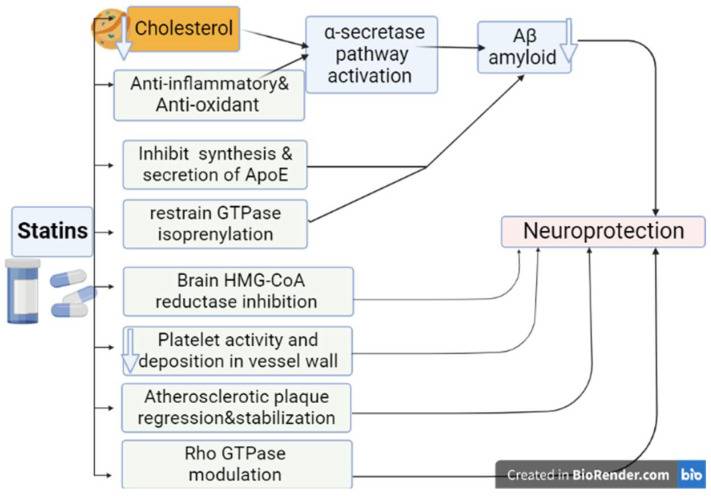 Cholesterol
α-secretase
pathway
activation
Aβ
amyloid
Anti-inflammatory&
Anti-oxidant
Inhibit synthesis &
secretion of ApoE
restrain GTPase
isoprenylation
Statins
Neuroprotection
Brain HMG-CoA
reductase inhibition
Platelet activity and
deposition in vessel wall
Atherosclerotic plaque
regression&stabilization
Rho GTPase
modulation
Created in BioRender.com bio